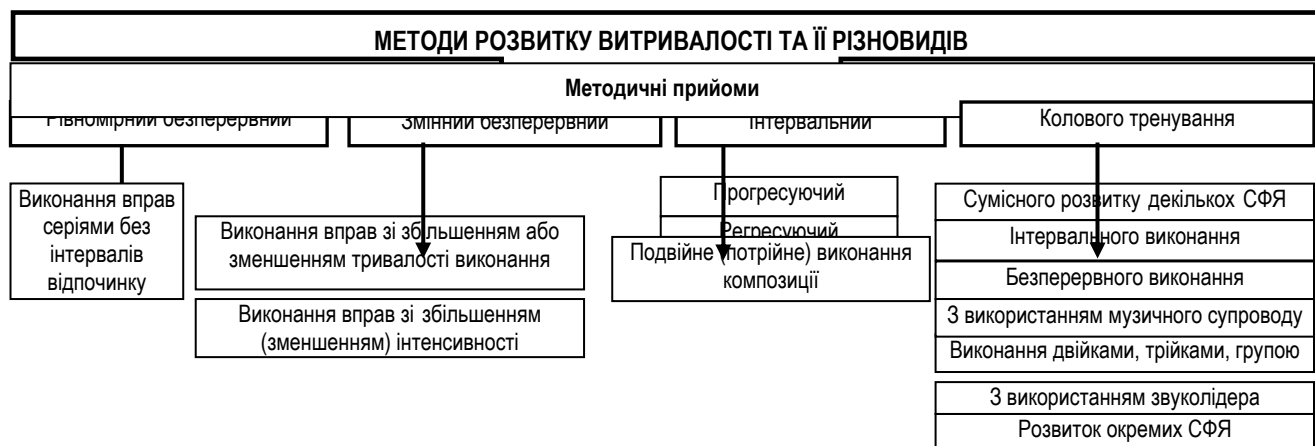 МЕТОДИ РОЗВИТКУ ВИТРИВАЛОСТІ ТА ЇЇ РІЗНОВИДІВ
Методичні прийоми
Рівномірний безперервний
Змінний безперервний
Інтервальний
Колового тренування
Виконання вправ
серіями без
інтервалів
відпочинку
Виконання вправ зі збільшенням або
зменшенням тривалості виконання
Виконання вправ зі збільшенням
(зменшенням) інтенсивності
Прогресуючий
Регресуючий
Подвійне (потрійне) виконання
композиції
Сумісного розвитку декількох СФЯ
Інтервального виконання
Безперервного виконання
З використанням музичного супроводу
Виконання двійками, трійками, групою
З використанням звуколідера
Розвиток окремих СФЯ